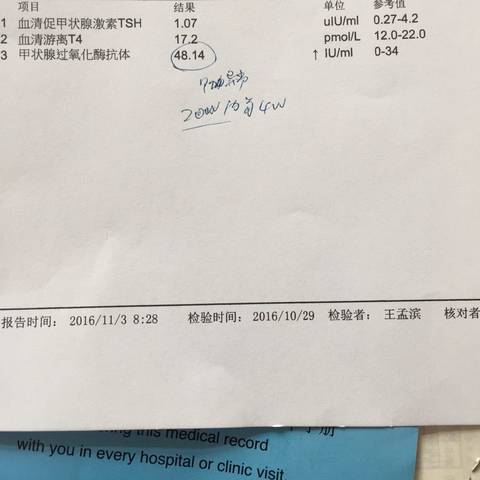 项目 结果 单位 参考值
1 血清促甲状腺激素TSH 1.07 uIU/ml 0.27-4.2
2 血清游离T4 17.2 pmol/L 12.0-22.0
3 甲状腺过氧化酶抗体 48.14 ↑ IU/ml 0-34
报告时间: 2016/11/3 8:28 检验时间: 2016/10/29 检验者: 王孟滨 核对者
this medical record
with you in every hospital or clinic visit.